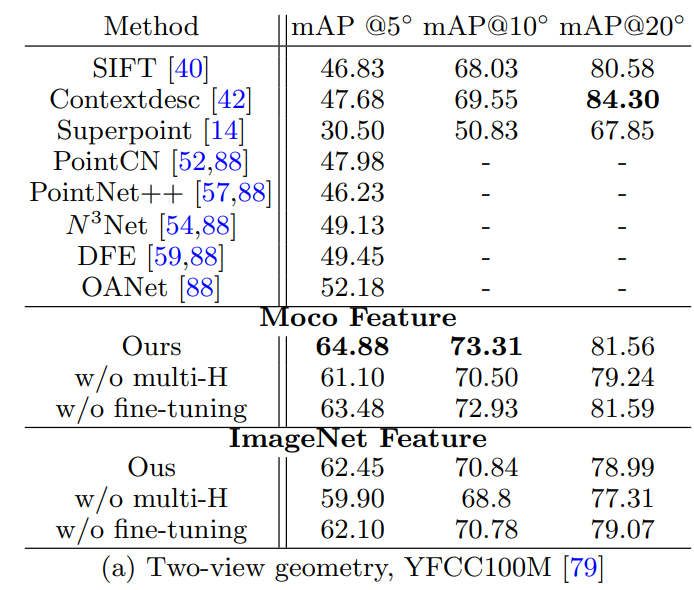 Method mAP @5° mAP@10° mAP@20°
SIFT [40] 46.83 68.03 80.58
Contextdesc [42] 47.68 69.55 84.30
Superpoint [14] 30.50 50.83 67.85
PointCN [52,88] 47.98 - -
PointNet++ [57,88] 46.23 - -
N³Net [54,88] 49.13 - -
DFE [59,88] 49.45 - -
OANet [88] 52.18 - -
Moco Feature
Ours 64.88 73.31 81.56
w/o multi-H 61.10 70.50 79.24
w/o fine-tuning 63.48 72.93 81.59
ImageNet Feature
Ous 62.45 70.84 78.99
w/o multi-H 59.90 68.8 77.31
w/o fine-tuning 62.10 70.78 79.07
(a) Two-view geometry, YFCC100M [79]